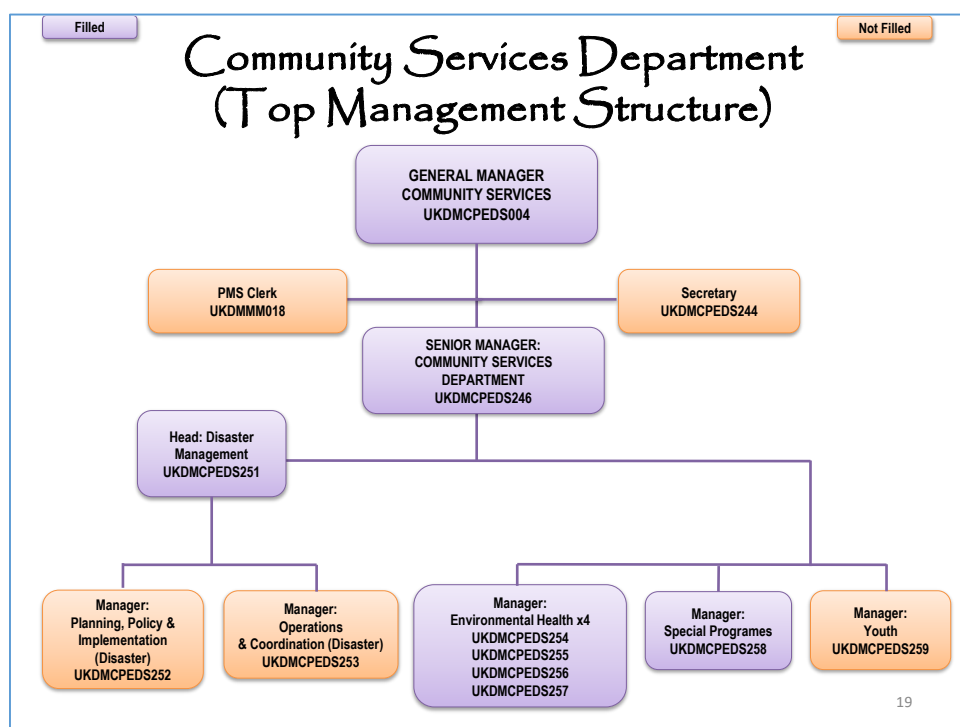 Filled
Not Filled
Community Services Department
(Top Management Structure)
GENERAL MANAGER
COMMUNITY SERVICES
UKDMCPEDS004
PMS Clerk
UKDMMM018
Secretary
UKDMCPEDS244
SENIOR MANAGER:
COMMUNITY SERVICES
DEPARTMENT
UKDMCPEDS246
Head: Disaster
Management
UKDMCPEDS251
Manager:
Planning, Policy &
Implementation
(Disaster)
UKDMCPEDS252
Manager:
Operations
& Coordination (Disaster)
UKDMCPEDS253
Manager:
Environmental Health x4
UKDMCPEDS254
UKDMCPEDS255
UKDMCPEDS256
UKDMCPEDS257
Manager:
Special Programes
UKDMCPEDS258
Manager:
Youth
UKDMCPEDS259
19